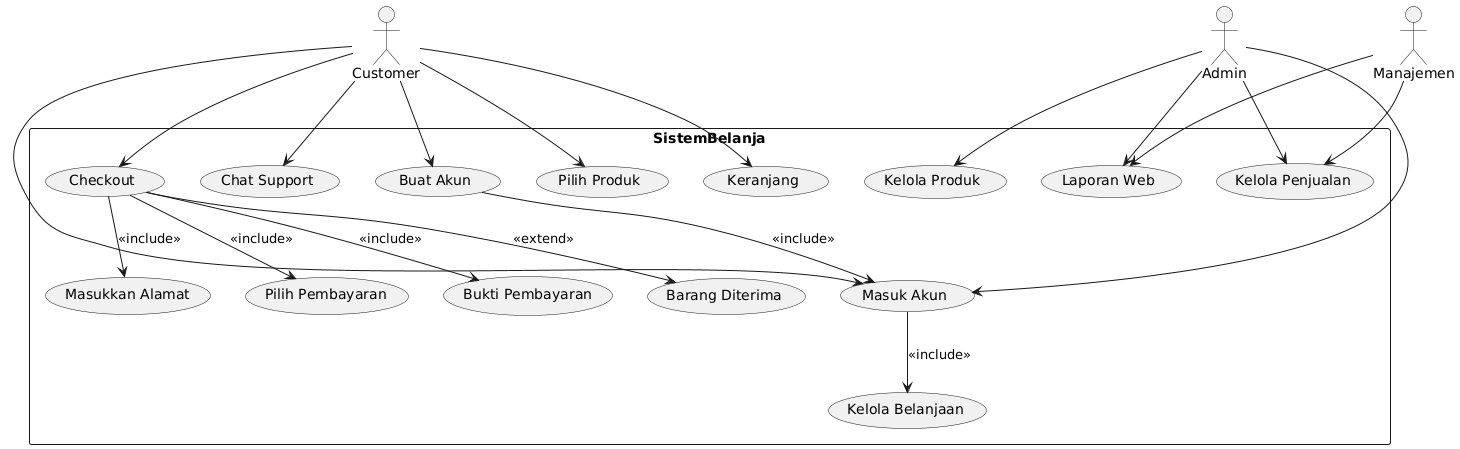 Customer
Admin
Manajemen
SistemBelanja
Checkout
Chat Support
Buat Akun
Pilih Produk
Keranjang
Kelola Produk
Laporan Web
Kelola Penjualan
«include»
«include»
«include»
«extend»
«include»
Masukkan Alamat
Pilih Pembayaran
Bukti Pembayaran
Barang Diterima
Masuk Akun
«include»
Kelola Belanjaan